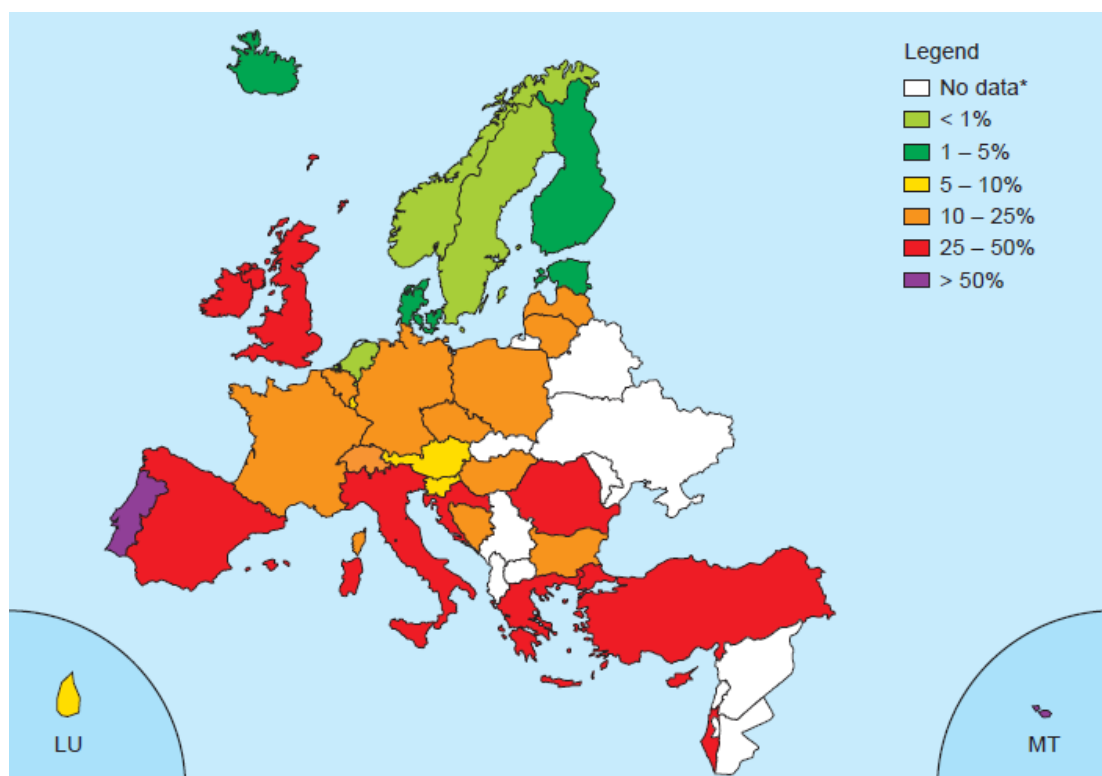 Legend
No data*
< 1%
1 – 5%
5 – 10%
10 – 25%
25 – 50%
> 50%
LU
MT